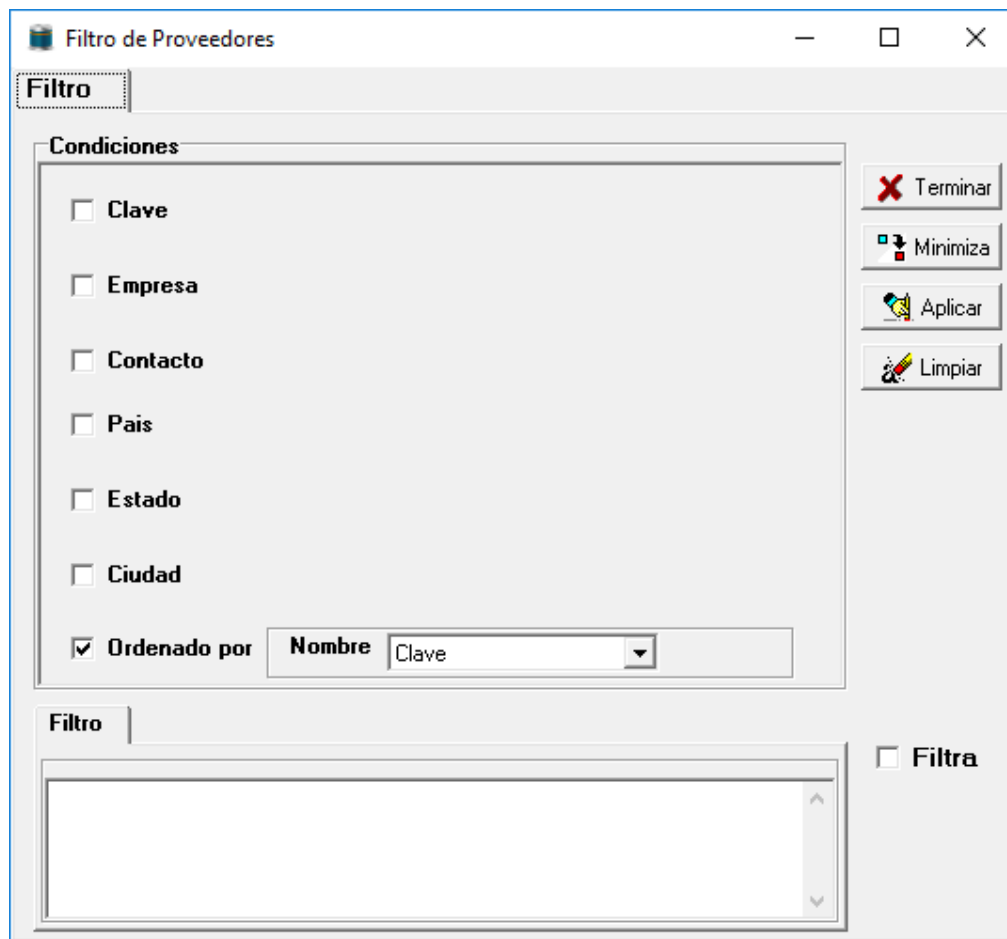 Filtro de Proveedores
Filtro
Condiciones
Clave
Empresa
Contacto
Pais
Estado
Ciudad
Ordenado por Nombre Clave
Terminar
Minimiza
Aplicar
Limpiar
Filtro
Filtra